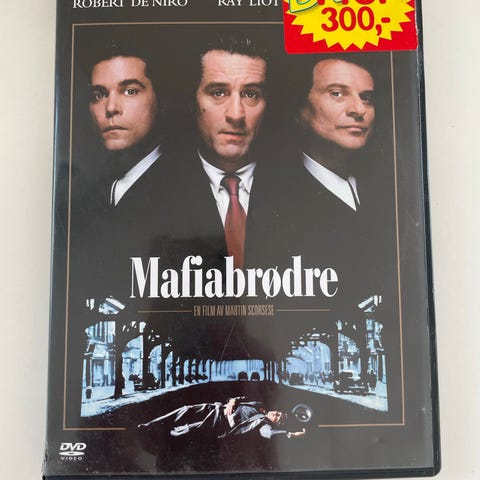 ROBERT DE NIRO RAY LIOT
300,-
Mafiabrødre
EN FILM AV MARTIN SCORSESE
DVD
VIDEO